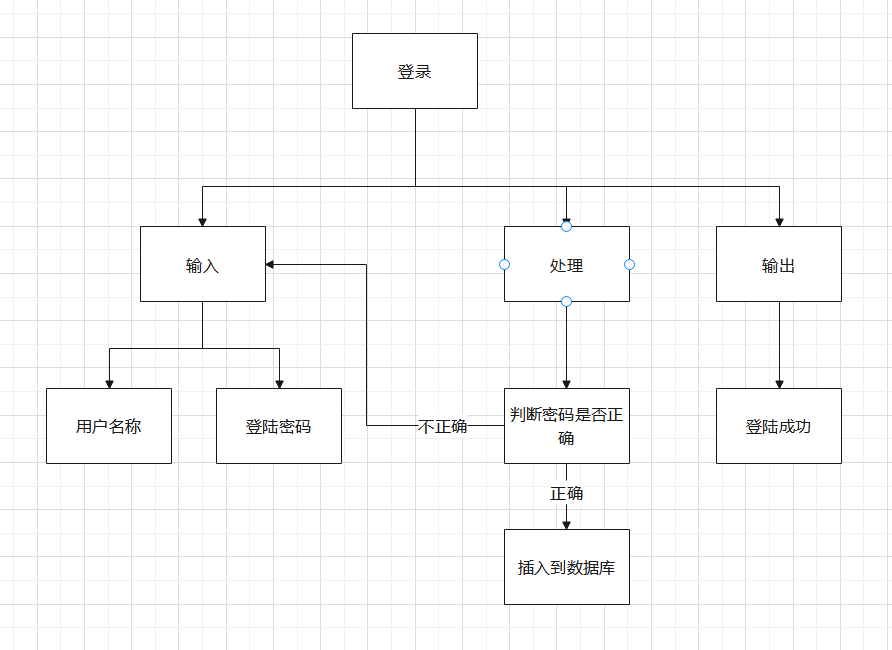 登录
输入
处理
输出
用户名称
登陆密码
不正确
判断密码是否正
确
登陆成功
正确
插入到数据库